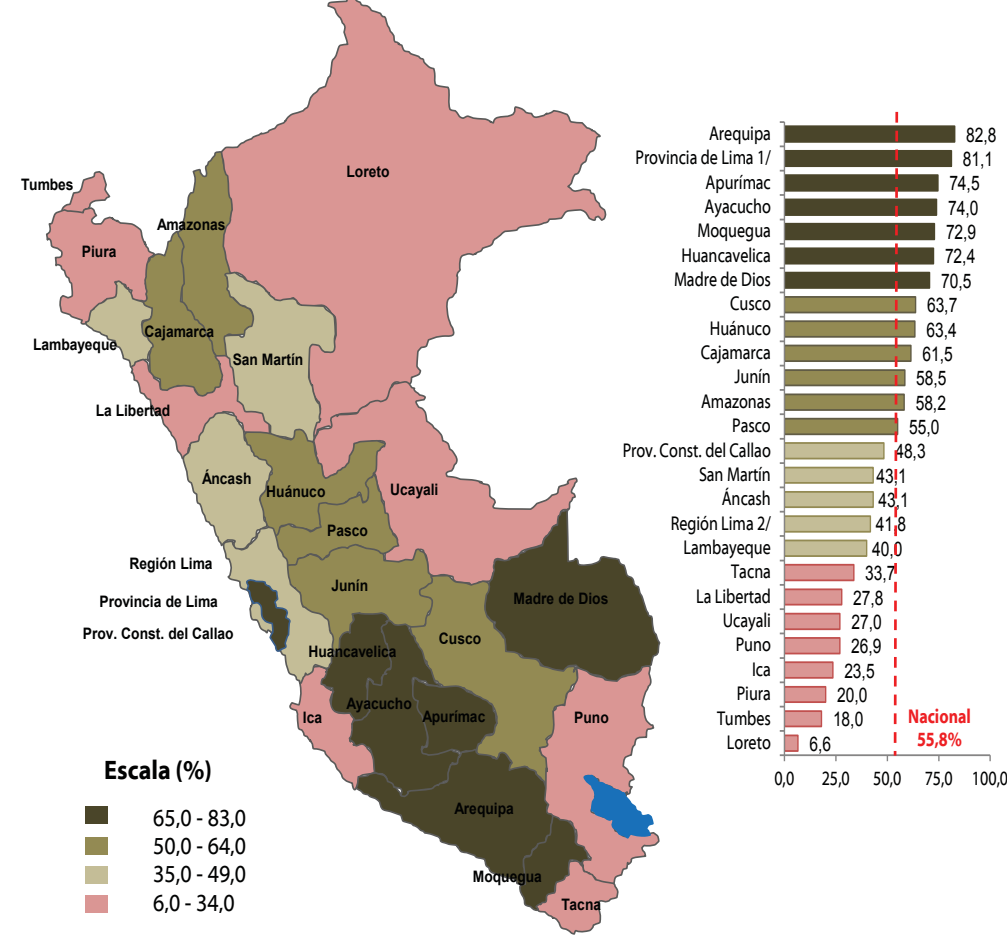 Loreto
Tumbes
Amazonas
Piura
Cajamarca
Lambayeque
San Martín
La Libertad
Áncash
Huánuco
Ucayali
Pasco
Región Lima
Junín
Provincia de Lima
Madre de Dios
Prov. Const. del Callao
Cusco
Huancavelica
Ayacucho
Apurímac
Ica
Puno
Arequipa
Moquegua
Tacna
Escala (%)
65,0 - 83,0
50,0 - 64,0
35,0 - 49,0
6,0 - 34,0
Arequipa 82,8
Provincia de Lima 1/ 81,1
Apurímac 74,5
Ayacucho 74,0
Moquegua 72,9
Huancavelica 72,4
Madre de Dios 70,5
Cusco 63,7
Huánuco 63,4
Cajamarca 61,5
Junín 58,5
Amazonas 58,2
Pasco 55,0
Prov. Const. del Callao 48,3
San Martín 43,1
Áncash 43,1
Región Lima 2/ 41,8
Lambayeque 40,0
Tacna 33,7
La Libertad 27,8
Ucayali 27,0
Puno 26,9
Ica 23,5
Piura 20,0
Tumbes 18,0
Loreto 6,6
Nacional
55,8%
0,0 25,0 50,0 75,0 100,0